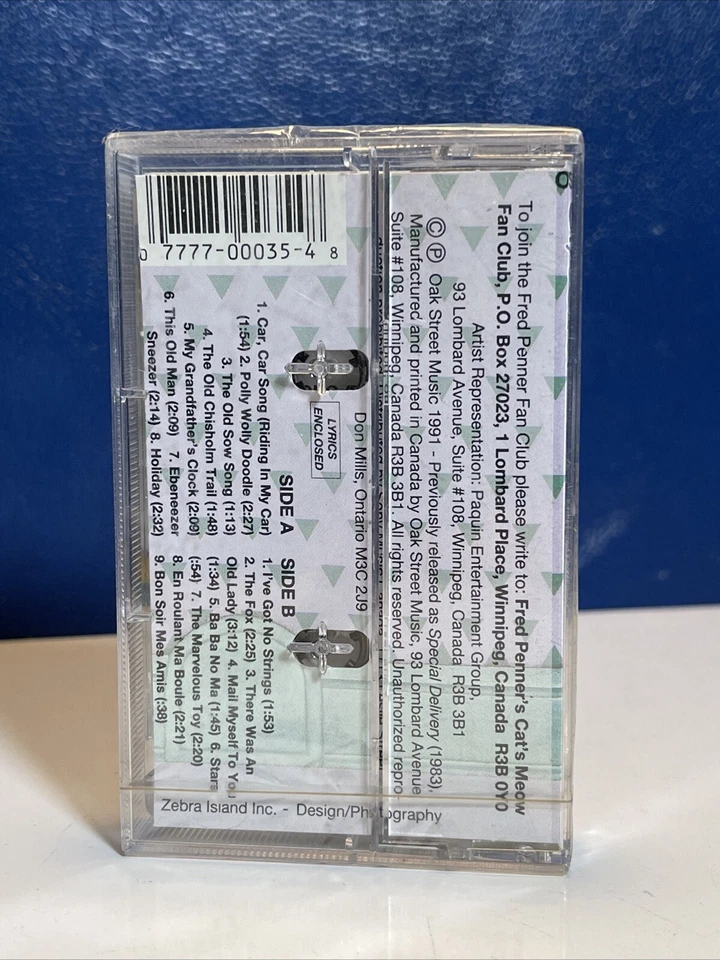 To join the Fred Penner Fan Club please write to: Fred Penner's Cat's Meow
Fan Club, P.O. Box 27023, 1 Lombard Place, Winnipeg, Canada R3B 0Y0
Artist Representation: Paquin Entertainment Group,
93 Lombard Avenue, Suite #108, Winnipeg, Canada R3B 3B1
© ℗ Oak Street Music 1991 - Previously released as Special Delivery (1983),
Manufactured and printed in Canada by Oak Street Music, 93 Lombard Avenue
Suite #108, Winnipeg, Canada R3B 3B1. All rights reserved. Unauthorized repro
duction prohibited. Distributed by Sony Music
Don Mills, Ontario M3C 2J9
LYRICS
ENCLOSED
SIDE A
1. Car, Car Song (Riding In My Car)
(1:54) 2. Polly Wolly Doodle (2:27)
3. The Old Sow Song (1:13)
4. The Old Chisholm Trail (1:48)
5. My Grandfather's Clock (2:09)
6. This Old Man (2:09) 7. Ebeneezer
Sneezer (2:14) 8. Holiday (2:32)
SIDE B
1. I've Got No Strings (1:53)
2. The Fox (2:25) 3. There Was An
Old Lady (3:12) 4. Mail Myself To You
(1:34) 5. Ba Ba No Ma (1:45) 6. Stars
(:54) 7. The Marvelous Toy (2:20)
8. En Roulant Ma Boule (2:21)
9. Bon Soir Mes Amis (:38)
0 7777-00035-4 8
Zebra Island Inc. - Design/Photography